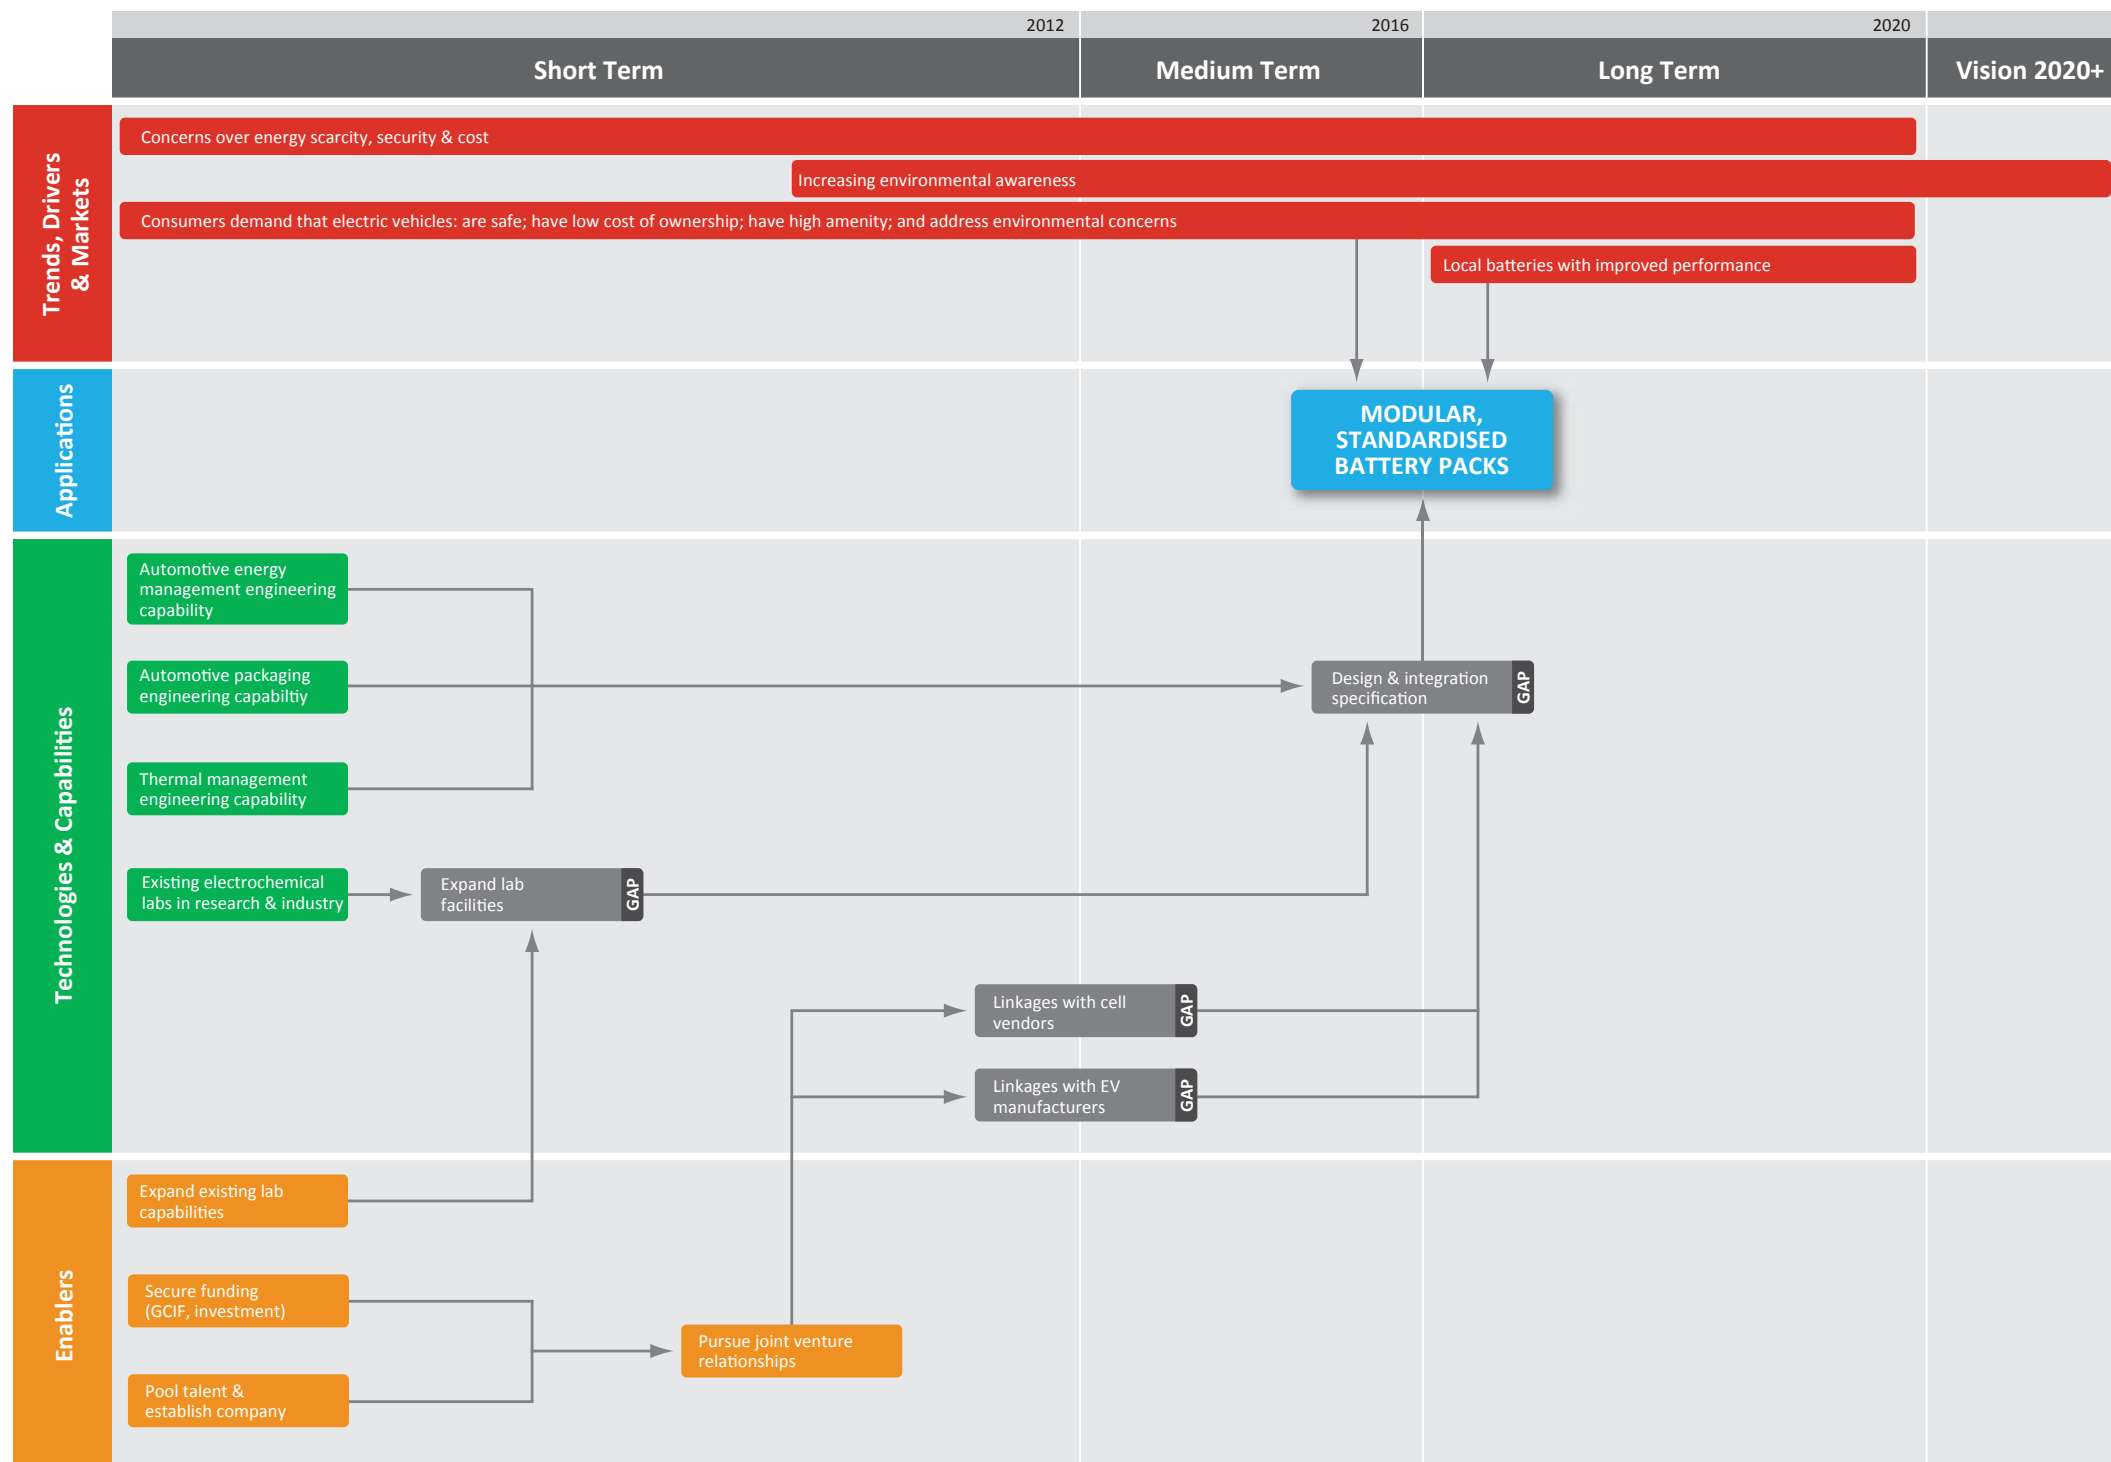 2012
2016
2020
Short Term
Medium Term
Long Term
Vision 2020+
Trends, Drivers
& Markets
Concerns over energy scarcity, security & cost
Increasing environmental awareness
Consumers demand that electric vehicles: are safe; have low cost of ownership; have high amenity; and address environmental concerns
Local batteries with improved performance
Applications
MODULAR,
STANDARDISED
BATTERY PACKS
Technologies & Capabilities
Automotive energy
management engineering
capability
Automotive packaging
engineering capabiltiy
Design & integration
specification
GAP
Thermal management
engineering capability
Existing electrochemical
labs in research & industry
Expand lab
facilities
GAP
Linkages with cell
vendors
GAP
Linkages with EV
manufacturers
GAP
Enablers
Expand existing lab
capabilities
Secure funding
(GCIF, investment)
Pursue joint venture
relationships
Pool talent &
establish company